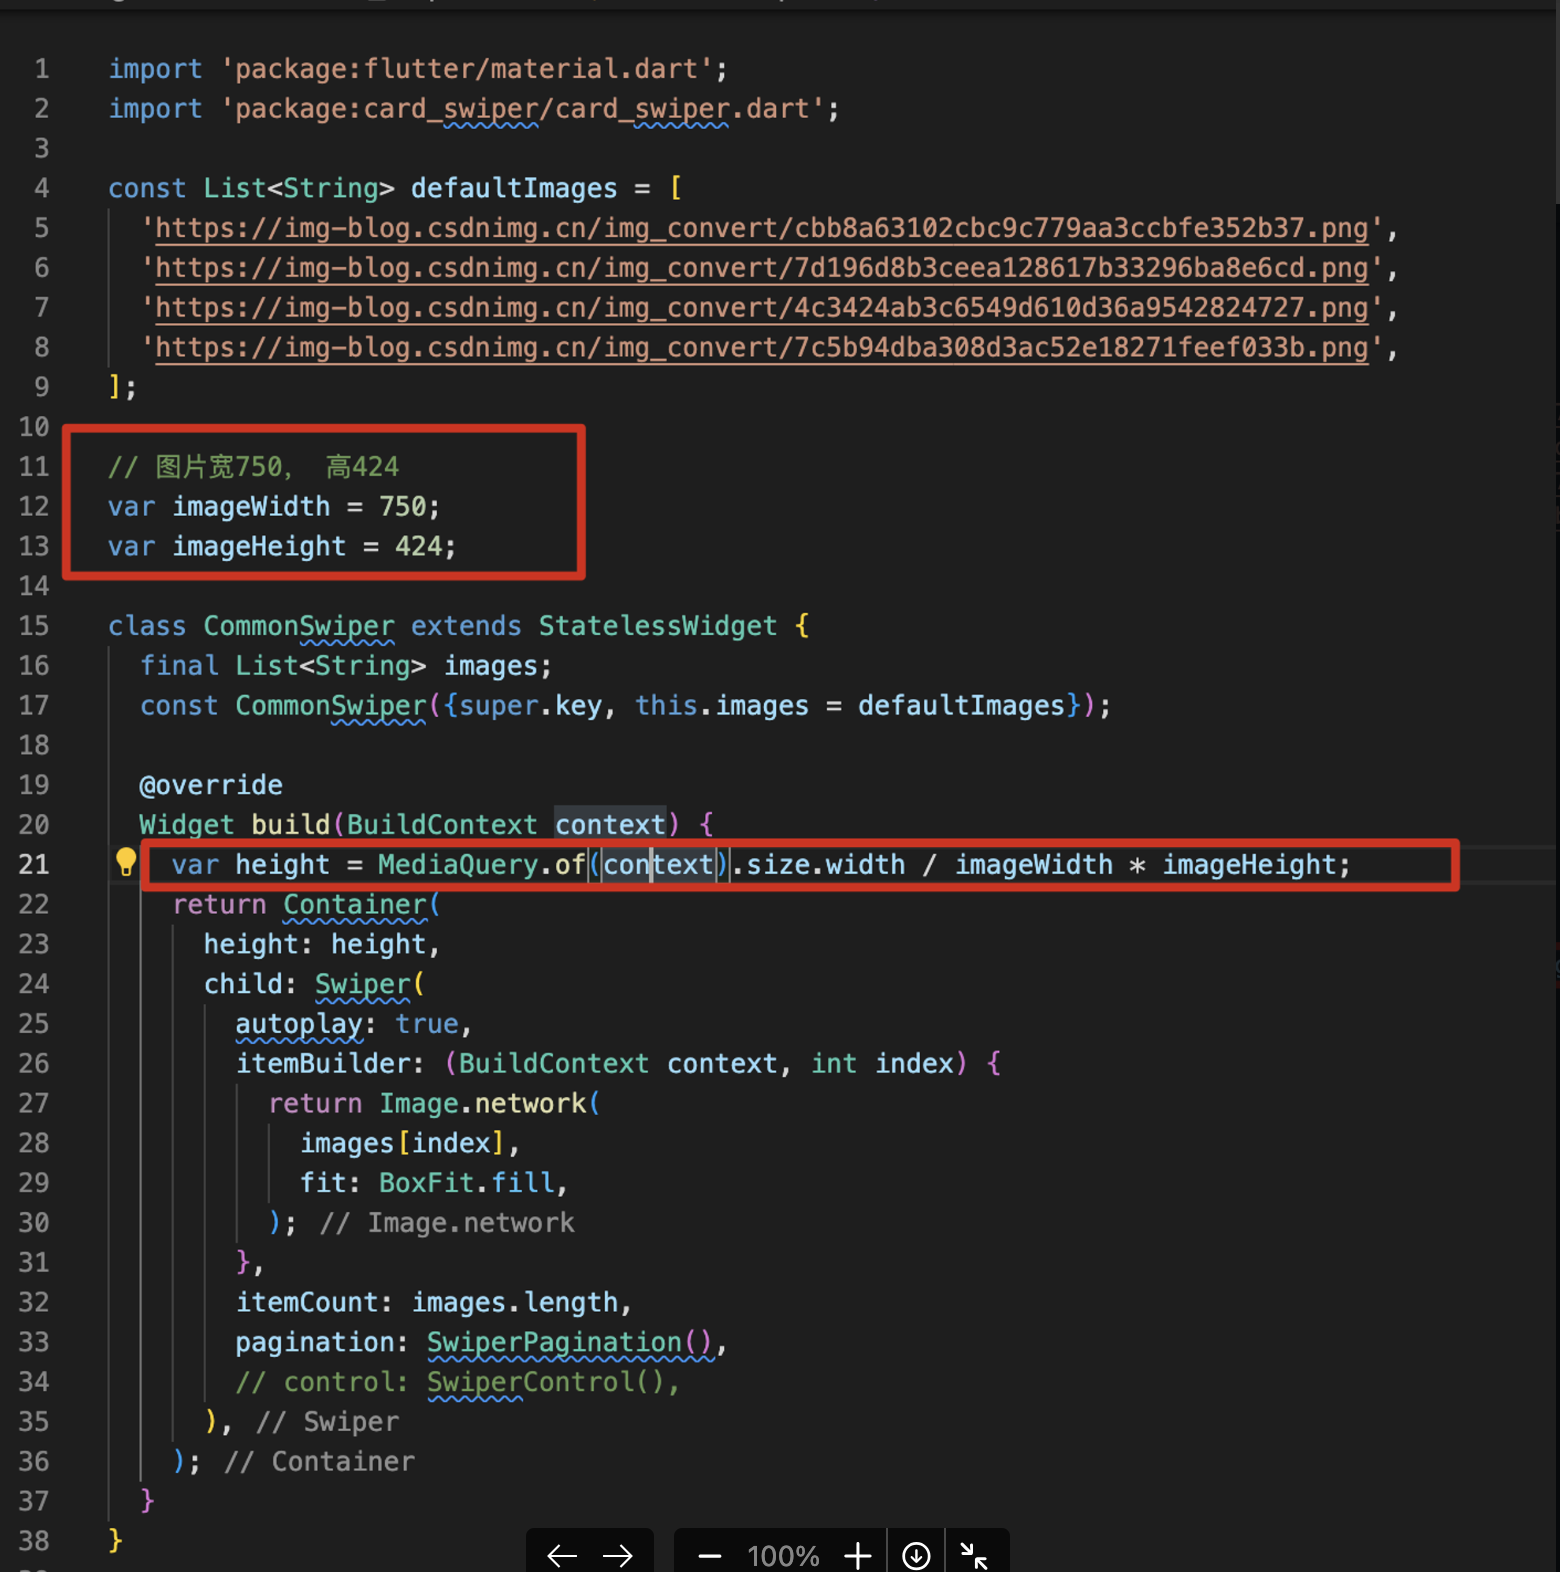 1 import 'package:flutter/material.dart';
2 import 'package:card_swiper/card_swiper.dart';
3
4 const List<String> defaultImages = [
5 'https://img-blog.csdnimg.cn/img_convert/cbb8a63102cbc9c779aa3ccbfe352b37.png',
6 'https://img-blog.csdnimg.cn/img_convert/7d196d8b3ceea128617b33296ba8e6cd.png',
7 'https://img-blog.csdnimg.cn/img_convert/4c3424ab3c6549d610d36a9542824727.png',
8 'https://img-blog.csdnimg.cn/img_convert/7c5b94dba308d3ac52e18271feef033b.png',
9 ];
10
11 // 图片宽750， 高424
12 var imageWidth = 750;
13 var imageHeight = 424;
14
15 class CommonSwiper extends StatelessWidget {
16 final List<String> images;
17 const CommonSwiper({super.key, this.images = defaultImages});
18
19 @override
20 Widget build(BuildContext context) {
21 var height = MediaQuery.of(context).size.width / imageWidth * imageHeight;
22 return Container(
23 height: height,
24 child: Swiper(
25 autoplay: true,
26 itemBuilder: (BuildContext context, int index) {
27 return Image.network(
28 images[index],
29 fit: BoxFit.fill,
30 ); // Image.network
31 },
32 itemCount: images.length,
33 pagination: SwiperPagination(),
34 // control: SwiperControl(),
35 ), // Swiper
36 ); // Container
37 }
38 }
100%